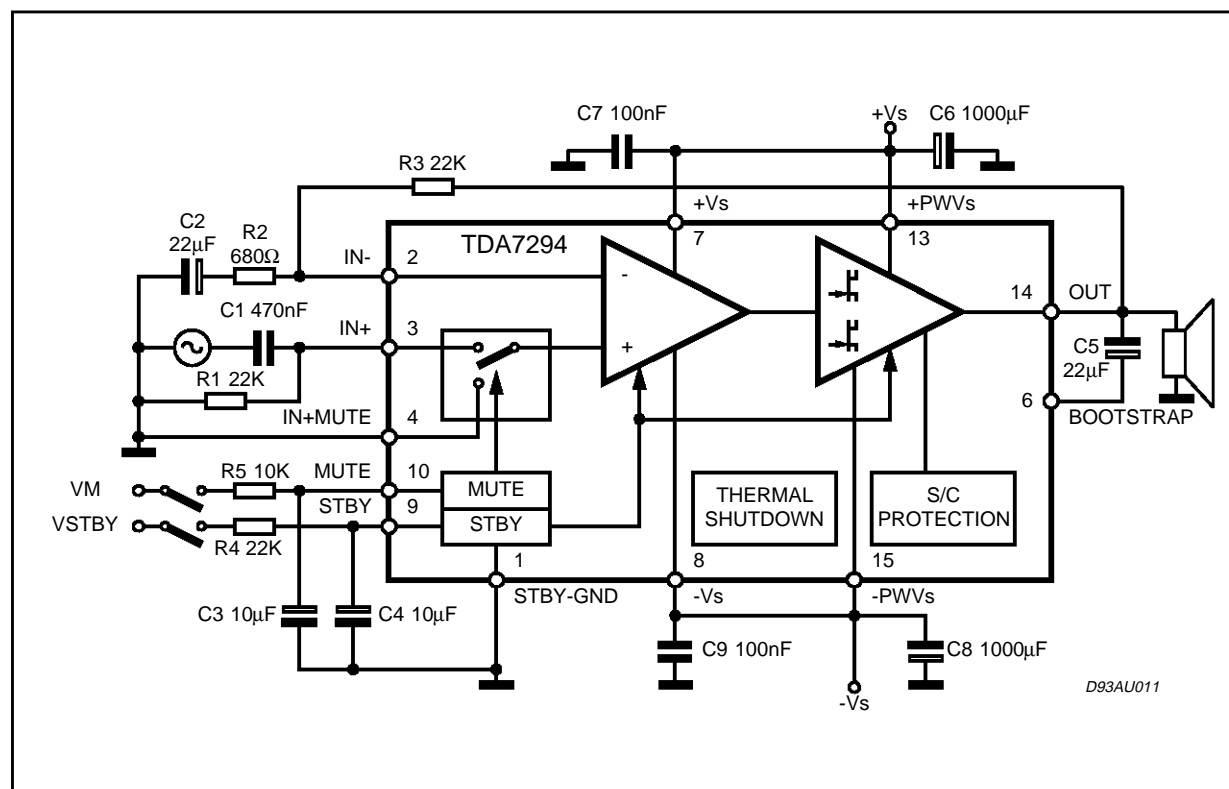 C7 100nF
+Vs
C6 1000µF
R3 22K
+Vs
+PWVs
C2
22µF
R2
680Ω
IN-
2
TDA7294
7
13
-
C1 470nF
IN+
3
14
OUT
+
C5
22µF
R1 22K
6
IN+MUTE
4
BOOTSTRAP
R5 10K
MUTE
10
VM
MUTE
THERMAL
SHUTDOWN
S/C
PROTECTION
STBY
9
VSTBY
STBY
R4 22K
1
8
15
STBY-GND
-Vs
-PWVs
C3 10µF
C4 10µF
C9 100nF
C8 1000µF
D93AU011
-Vs